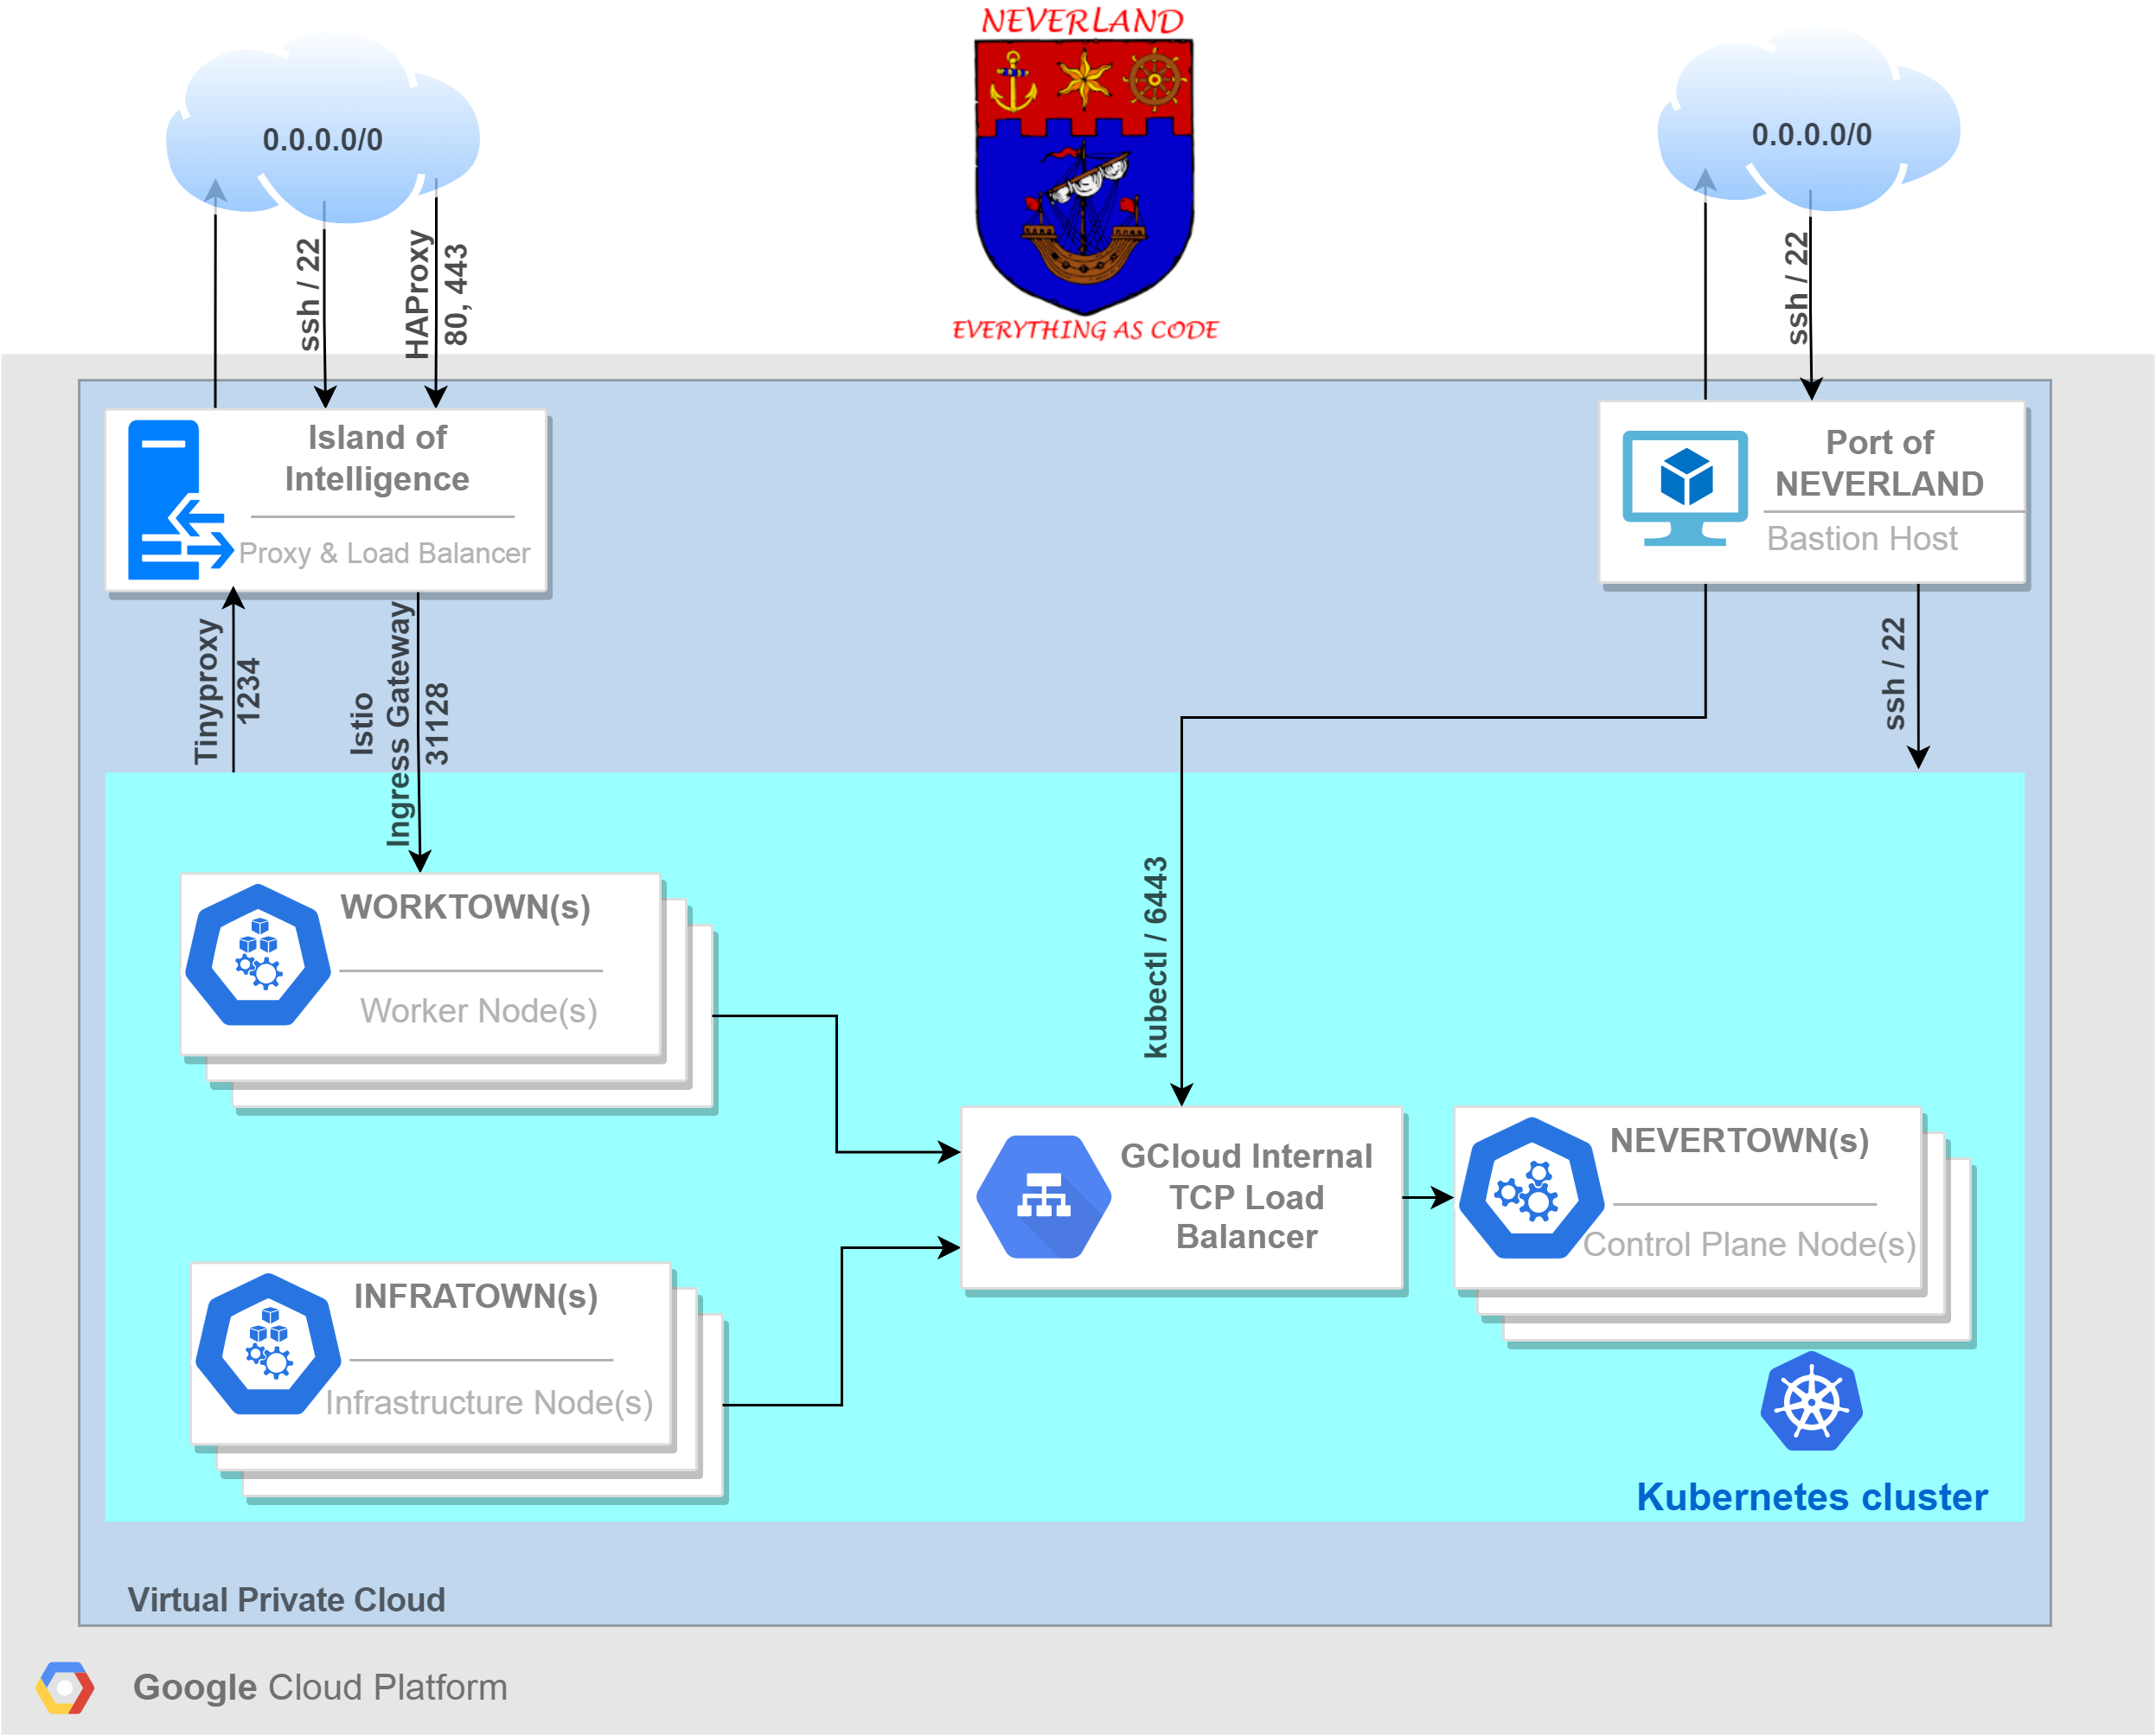 NEVERLAND
EVERYTHING AS CODE
0.0.0.0/0
0.0.0.0/0
ssh / 22
HAProxy
80, 443
ssh / 22
Island of
Intelligence
Proxy & Load Balancer
Port of
NEVERLAND
Bastion Host
Tinyproxy
1234
Istio
Ingress Gateway
31128
ssh / 22
kubectl / 6443
WORKTOWN(s)
Worker Node(s)
GCloud Internal
TCP Load
Balancer
NEVERTOWN(s)
Control Plane Node(s)
INFRATOWN(s)
Infrastructure Node(s)
Kubernetes cluster
Virtual Private Cloud
Google Cloud Platform